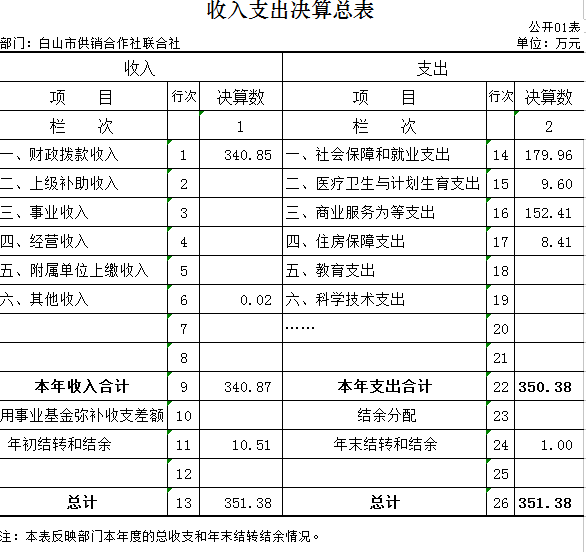 收入支出决算总表
公开01表
部门：白山市供销合作社联合社 单位：万元
收入 支出
项 目 行次 决算数 项 目 行次 决算数
栏 次 1 栏 次 2
一、财政拨款收入 1 340.85 一、社会保障和就业支出 14 179.96
二、上级补助收入 2 二、医疗卫生与计划生育支出 15 9.60
三、事业收入 3 三、商业服务为等支出 16 152.41
四、经营收入 4 四、住房保障支出 17 8.41
五、附属单位上缴收入 5 五、教育支出 18
六、其他收入 6 0.02 六、科学技术支出 19
7 …… 20
8 21
本年收入合计 9 340.87 本年支出合计 22 350.38
用事业基金弥补收支差额 10 结余分配 23
年初结转和结余 11 10.51 年末结转和结余 24 1.00
12 25
总计 13 351.38 总计 26 351.38
注：本表反映部门本年度的总收支和年末结转结余情况。